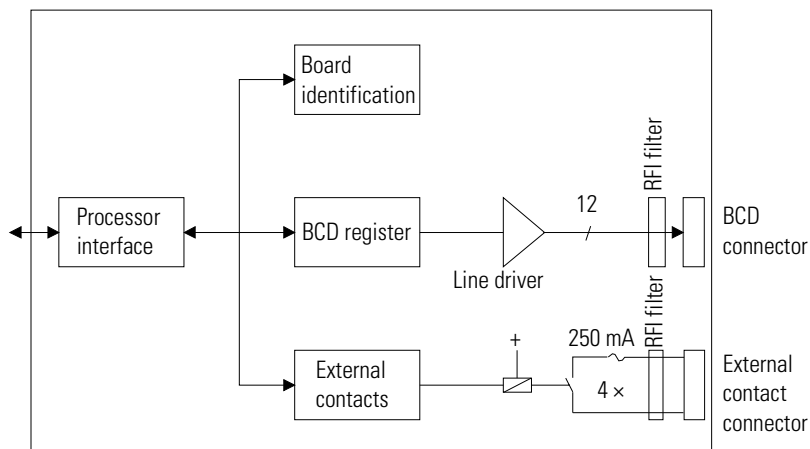 Board
identification
RFI filter
12
Processor
interface
BCD register
BCD
connector
Line driver
RFI filter
+
250 mA
External
contacts
4 ×
External
contact
connector